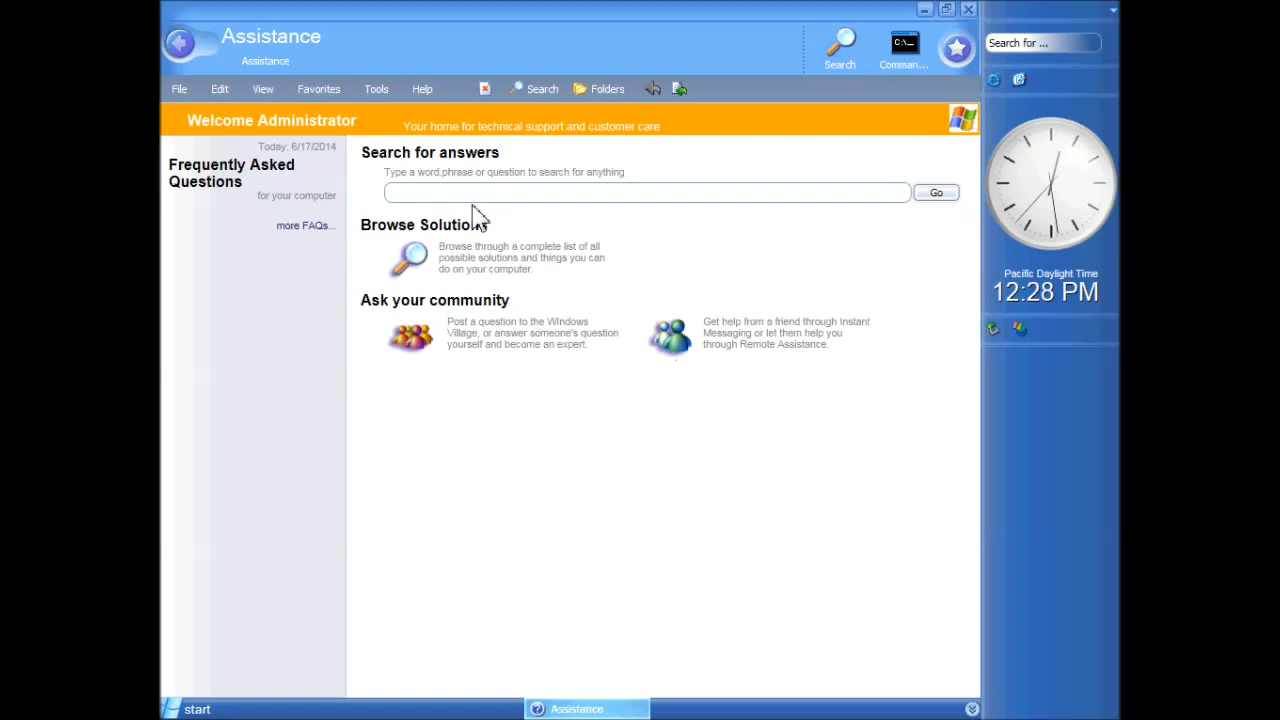 Assistance
Assistance
Search
C:\_
Comman...
Search for ...
File
Edit
View
Favorites
Tools
Help
Search
Folders
Welcome Administrator
Your home for technical support and customer care
Today: 6/17/2014
Frequently Asked
Questions
for your computer
more FAQs...
Search for answers
Type a word,phrase or question to search for anything
Go
Browse Solution
Browse through a complete list of all
possible solutions and things you can
do on your computer.
Ask your community
Post a question to the WIndows
Village, or answer someone's question
yourself and become an expert.
Get help from a friend through Instant
Messaging or let them help you
through Remote Assistance.
Pacific Daylight Time
12:28 PM
start
Assistance